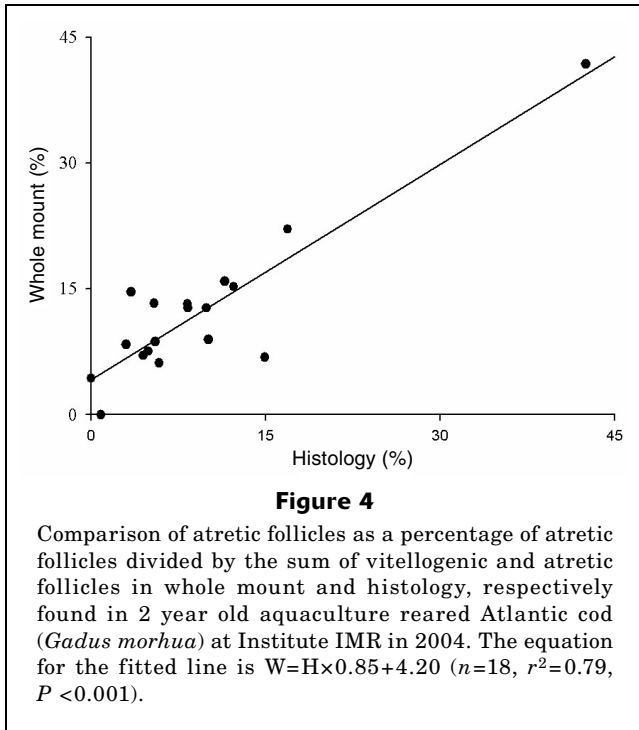 45
30
15
0
Whole mount (%)
0 15 30 45
Histology (%)
Figure 4
Comparison of atretic follicles as a percentage of atretic
follicles divided by the sum of vitellogenic and atretic
follicles in whole mount and histology, respectively
found in 2 year old aquaculture reared Atlantic cod
(Gadus morhua) at Institute IMR in 2004. The equation
for the fitted line is W=H×0.85+4.20 (n=18, r²=0.79,
P <0.001).